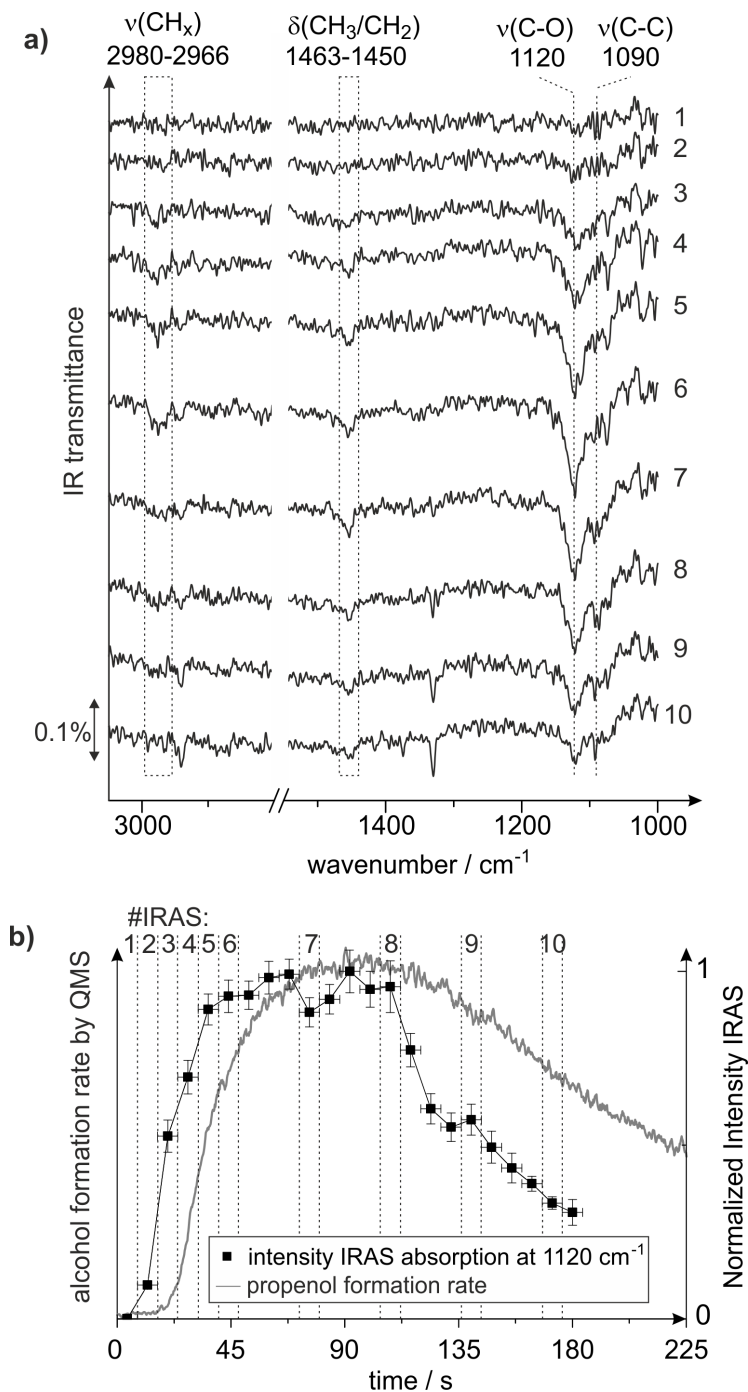 a)
ν(CHx) δ(CH3/CH2) ν(C-O) ν(C-C)
2980-2966 1463-1450 1120 1090
1
2
3
4
5
6
7
8
9
10
IR transmittance
0.1%
3000 1400 1200 1000
wavenumber / cm-1
b)
#IRAS:
1 2 3 4 5 6 7 8 9 10
alcohol formation rate by QMS
1
Normalized Intensity IRAS
intensity IRAS absorption at 1120 cm-1
propenol formation rate
0
0 45 90 135 180 225
time / s